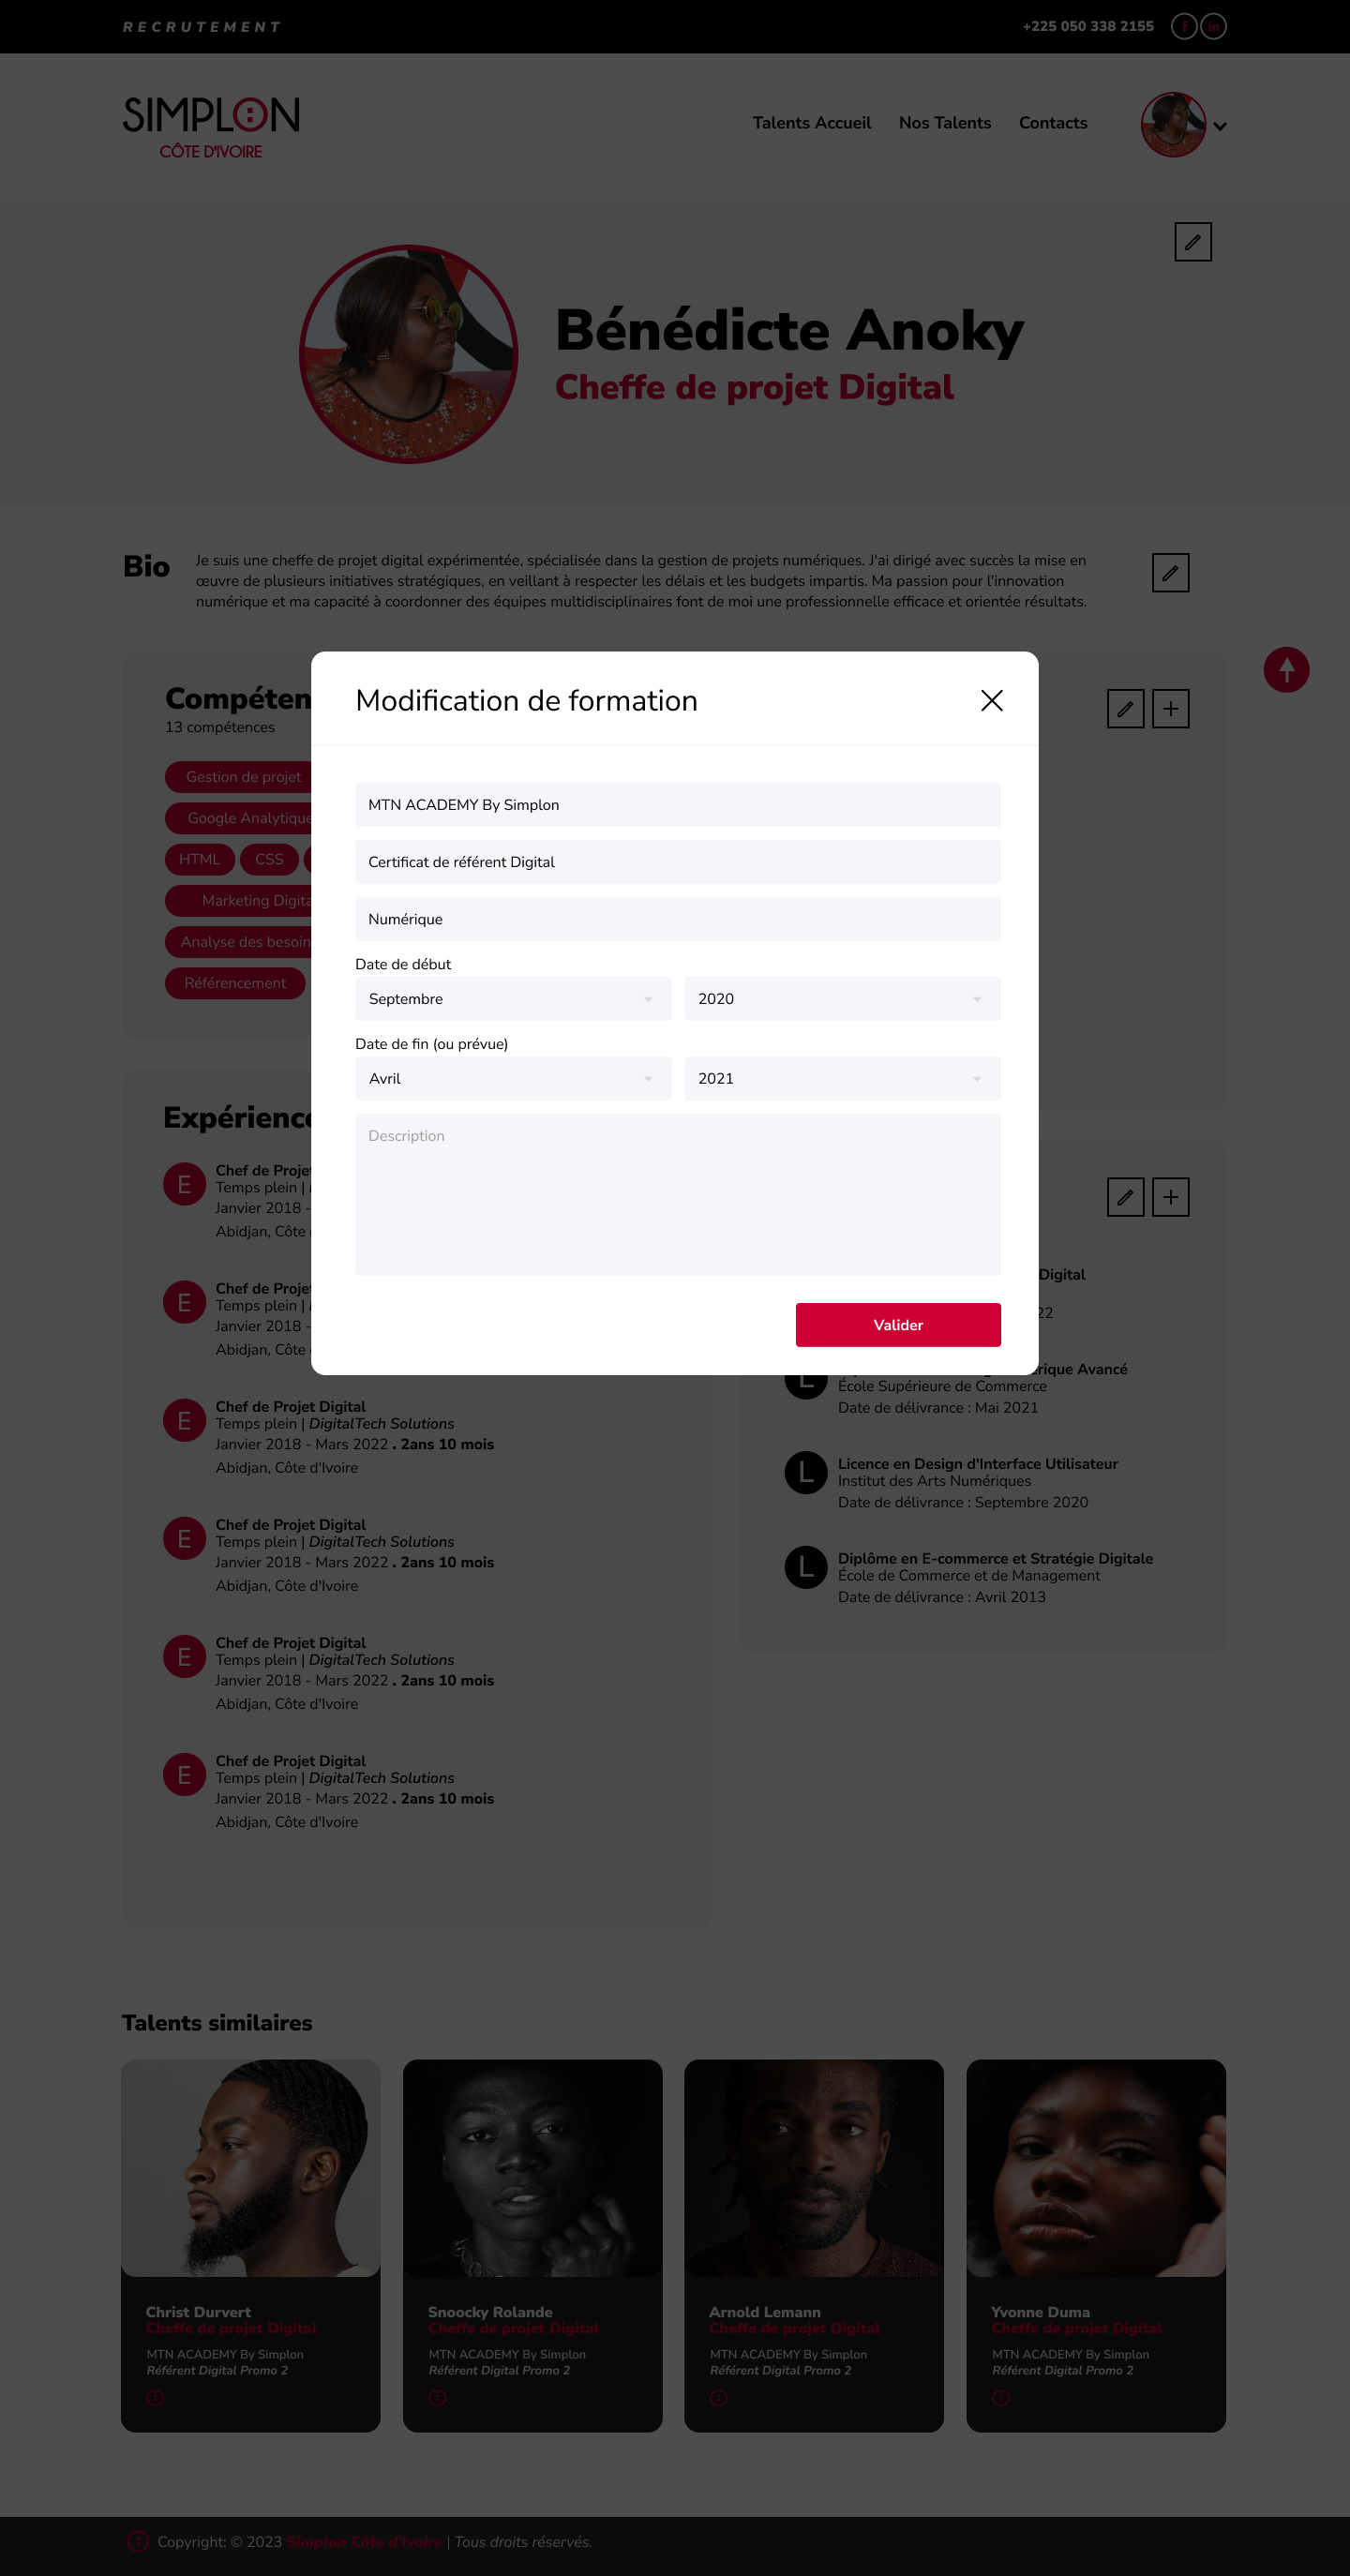 RECRUTEMENT
+225 050 338 2155
f in
SIMPLON
CÔTE D'IVOIRE
Talents Accueil Nos Talents Contacts
Bénédicte Anoky
Cheffe de projet Digital
Bio
Je suis une cheffe de projet digital expérimentée, spécialisée dans la gestion de projets numériques. J'ai dirigé avec succès la mise en
œuvre de plusieurs initiatives stratégiques, en veillant à respecter les délais et les budgets impartis. Ma passion pour l'innovation
numérique et ma capacité à coordonner des équipes multidisciplinaires font de moi une professionnelle efficace et orientée résultats.
Compéten
13 compétences
Gestion de projet
Google Analytique
HTML CSS
Marketing Digita
Analyse des besoin
Référencement
Modification de formation
MTN ACADEMY By Simplon
Certificat de référent Digital
Numérique
Date de début
Septembre 2020
Date de fin (ou prévue)
Avril 2021
Description
Valider
Expérience
E
Chef de Projet
Temps plein |
Janvier 2018 -
Abidjan, Côte
E
Chef de Projet
Temps plein |
Janvier 2018 -
Abidjan, Côte
E
Chef de Projet Digital
Temps plein | DigitalTech Solutions
Janvier 2018 - Mars 2022 . 2ans 10 mois
Abidjan, Côte d'Ivoire
E
Chef de Projet Digital
Temps plein | DigitalTech Solutions
Janvier 2018 - Mars 2022 . 2ans 10 mois
Abidjan, Côte d'Ivoire
E
Chef de Projet Digital
Temps plein | DigitalTech Solutions
Janvier 2018 - Mars 2022 . 2ans 10 mois
Abidjan, Côte d'Ivoire
E
Chef de Projet Digital
Temps plein | DigitalTech Solutions
Janvier 2018 - Mars 2022 . 2ans 10 mois
Abidjan, Côte d'Ivoire
Digital
22
L
érique Avancé
École Supérieure de Commerce
Date de délivrance : Mai 2021
L
Licence en Design d'Interface Utilisateur
Institut des Arts Numériques
Date de délivrance : Septembre 2020
L
Diplôme en E-commerce et Stratégie Digitale
École de Commerce et de Management
Date de délivrance : Avril 2013
Talents similaires
Christ Durvert
Cheffe de projet Digital
MTN ACADEMY By Simplon
Référent Digital Promo 2
Snoocky Rolande
Cheffe de projet Digital
MTN ACADEMY By Simplon
Référent Digital Promo 2
Arnold Lemann
Cheffe de projet Digital
MTN ACADEMY By Simplon
Référent Digital Promo 2
Yvonne Duma
Cheffe de projet Digital
MTN ACADEMY By Simplon
Référent Digital Promo 2
Copyright: © 2023 Simplon Côte d'Ivoire | Tous droits réservés.